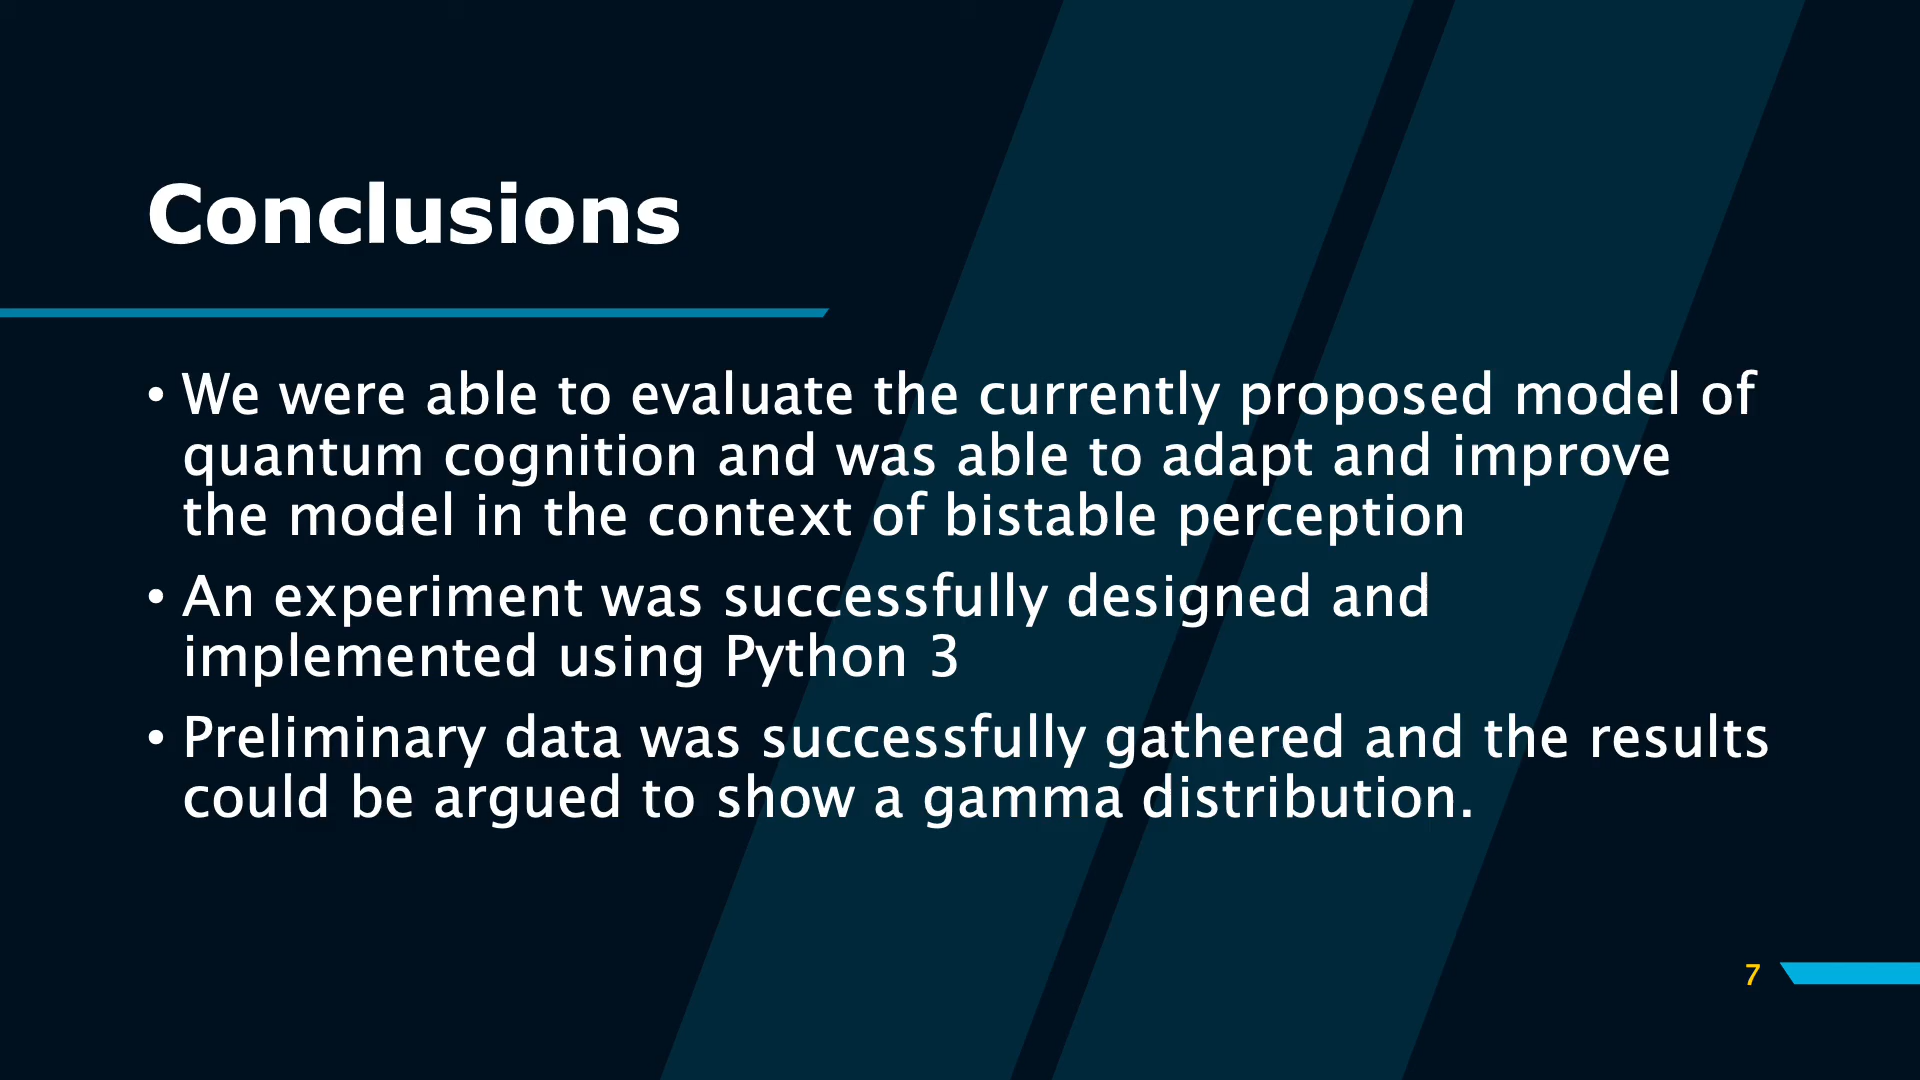 Conclusions
• We were able to evaluate the currently proposed model of
quantum cognition and was able to adapt and improve
the model in the context of bistable perception
• An experiment was successfully designed and
implemented using Python 3
• Preliminary data was successfully gathered and the results
could be argued to show a gamma distribution.
7